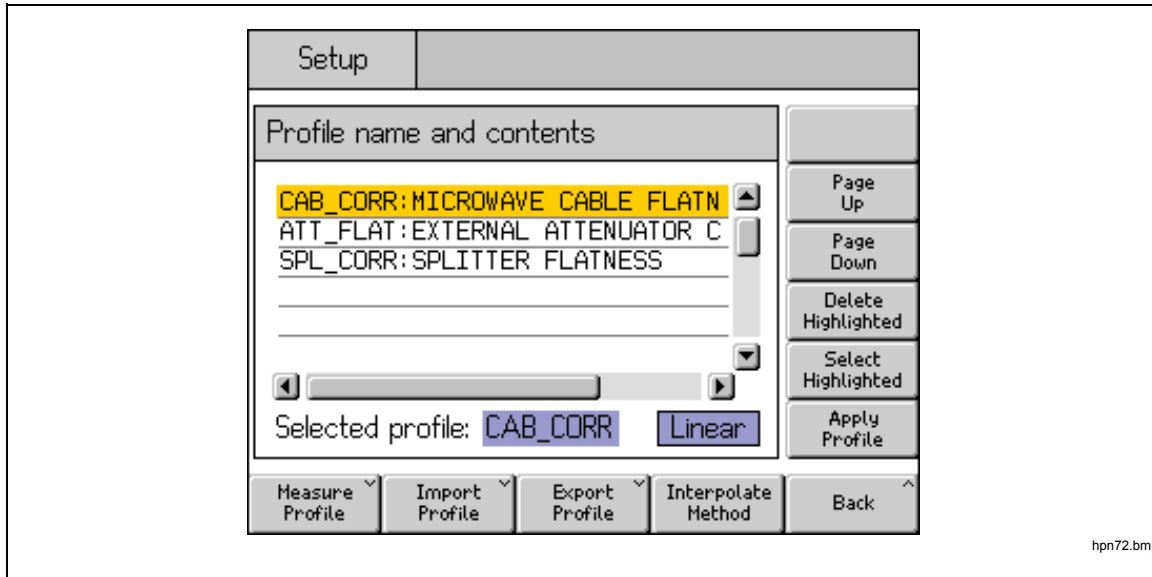 Setup
Profile name and contents
CAB_CORR:MICROWAVE CABLE FLATN
ATT_FLAT:EXTERNAL ATTENUATOR C
SPL_CORR:SPLITTER FLATNESS
Selected profile: CAB_CORR Linear
Page
Up
Page
Down
Delete
Highlighted
Select
Highlighted
Apply
Profile
Measure
Profile
Import
Profile
Export
Profile
Interpolate
Method
Back
hpn72.bm